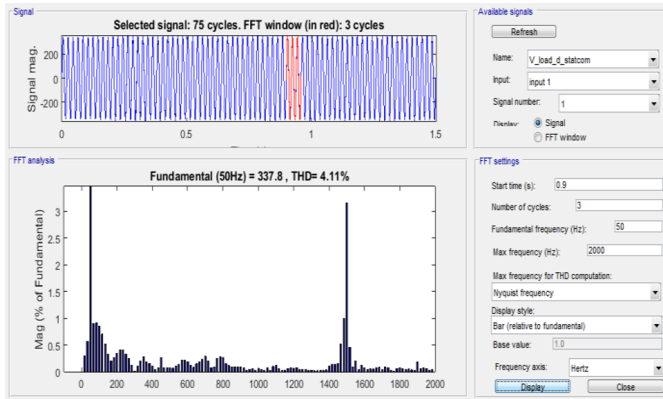 Signal
Selected signal: 75 cycles. FFT window (in red): 3 cycles
Signal mag.
200
0
-200
0
0.5
1
1.5
FFT analysis
Fundamental (50Hz) = 337.8 , THD= 4.11%
Mag (% of Fundamental)
3
2.5
2
1.5
1
0.5
0
0 200 400 600 800 1000 1200 1400 1600 1800 2000
Available signals
Refresh
Name: V_load_d_statcom
Input: input 1
Signal number: 1
Display: Signal
FFT window
FFT settings
Start time (s): 0.9
Number of cycles: 3
Fundamental frequency (Hz): 50
Max frequency (Hz): 2000
Max frequency for THD computation:
Nyquist frequency
Display style:
Bar (relative to fundamental)
Base value: 1.0
Frequency axis: Hertz
Display Close